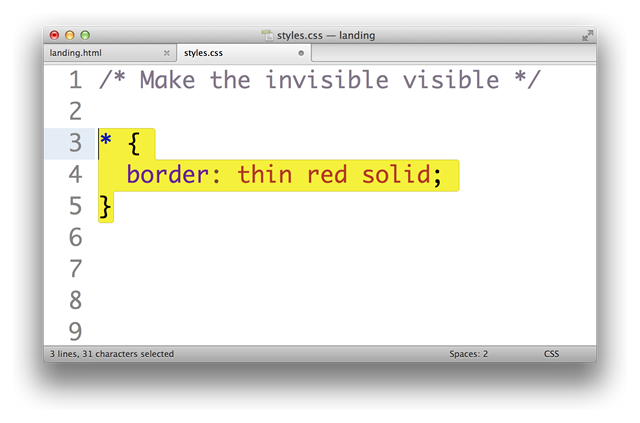 styles.css — landing
landing.html
styles.css
1 /* Make the invisible visible */
2
3 * {
4   border: thin red solid;
5 }
6
7
8
9
3 lines, 31 characters selected
Spaces: 2
CSS